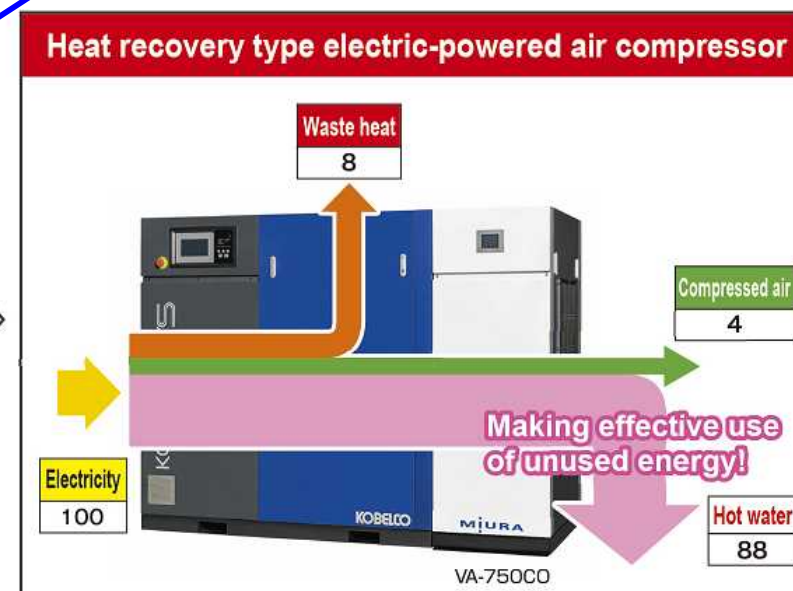 Heat recovery type electric-powered air compressor
Waste heat
8
Compressed air
4
Making effective use
of unused energy!
Electricity
100
KOBELCO
MIURA
Hot water
88
VA-750CO